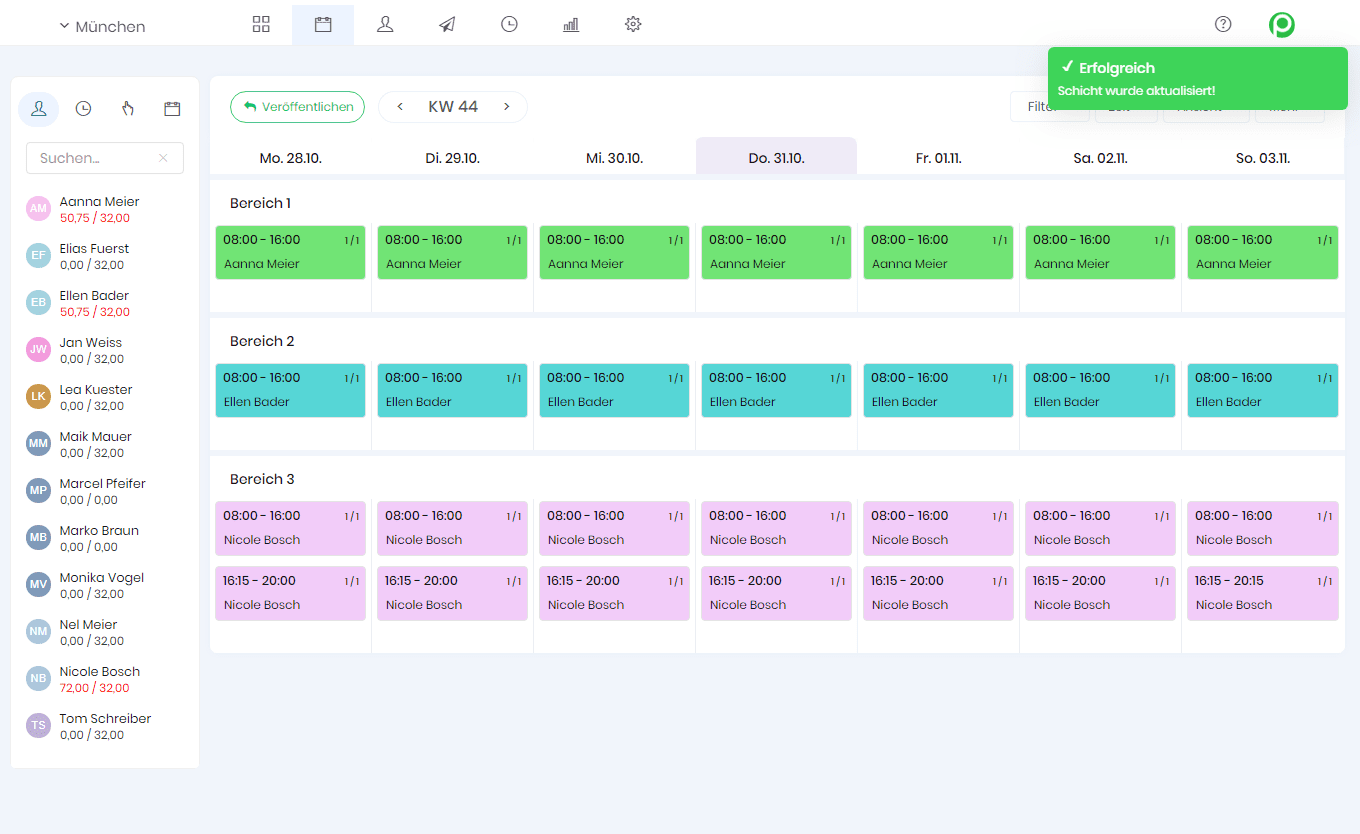 München
✓ Erfolgreich
Schicht wurde aktualisiert!
Veröffentlichen
KW 44
Filter
Suchen...
Mo. 28.10. Di. 29.10. Mi. 30.10. Do. 31.10. Fr. 01.11. Sa. 02.11. So. 03.11.
AM Aanna Meier
50,75 / 32,00
EF Elias Fuerst
0,00 / 32,00
EB Ellen Bader
50,75 / 32,00
JW Jan Weiss
0,00 / 32,00
LK Lea Kuester
0,00 / 32,00
MM Maik Mauer
0,00 / 32,00
MP Marcel Pfeifer
0,00 / 0,00
MB Marko Braun
0,00 / 0,00
MV Monika Vogel
0,00 / 32,00
NM Nel Meier
0,00 / 32,00
NB Nicole Bosch
72,00 / 32,00
TS Tom Schreiber
0,00 / 32,00
Bereich 1
08:00 - 16:00 1/1 08:00 - 16:00 1/1 08:00 - 16:00 1/1 08:00 - 16:00 1/1 08:00 - 16:00 1/1 08:00 - 16:00 1/1 08:00 - 16:00 1/1
Aanna Meier Aanna Meier Aanna Meier Aanna Meier Aanna Meier Aanna Meier Aanna Meier
Bereich 2
08:00 - 16:00 1/1 08:00 - 16:00 1/1 08:00 - 16:00 1/1 08:00 - 16:00 1/1 08:00 - 16:00 1/1 08:00 - 16:00 1/1 08:00 - 16:00 1/1
Ellen Bader Ellen Bader Ellen Bader Ellen Bader Ellen Bader Ellen Bader Ellen Bader
Bereich 3
08:00 - 16:00 1/1 08:00 - 16:00 1/1 08:00 - 16:00 1/1 08:00 - 16:00 1/1 08:00 - 16:00 1/1 08:00 - 16:00 1/1 08:00 - 16:00 1/1
Nicole Bosch Nicole Bosch Nicole Bosch Nicole Bosch Nicole Bosch Nicole Bosch Nicole Bosch
16:15 - 20:00 1/1 16:15 - 20:00 1/1 16:15 - 20:00 1/1 16:15 - 20:00 1/1 16:15 - 20:00 1/1 16:15 - 20:00 1/1 16:15 - 20:15 1/1
Nicole Bosch Nicole Bosch Nicole Bosch Nicole Bosch Nicole Bosch Nicole Bosch Nicole Bosch